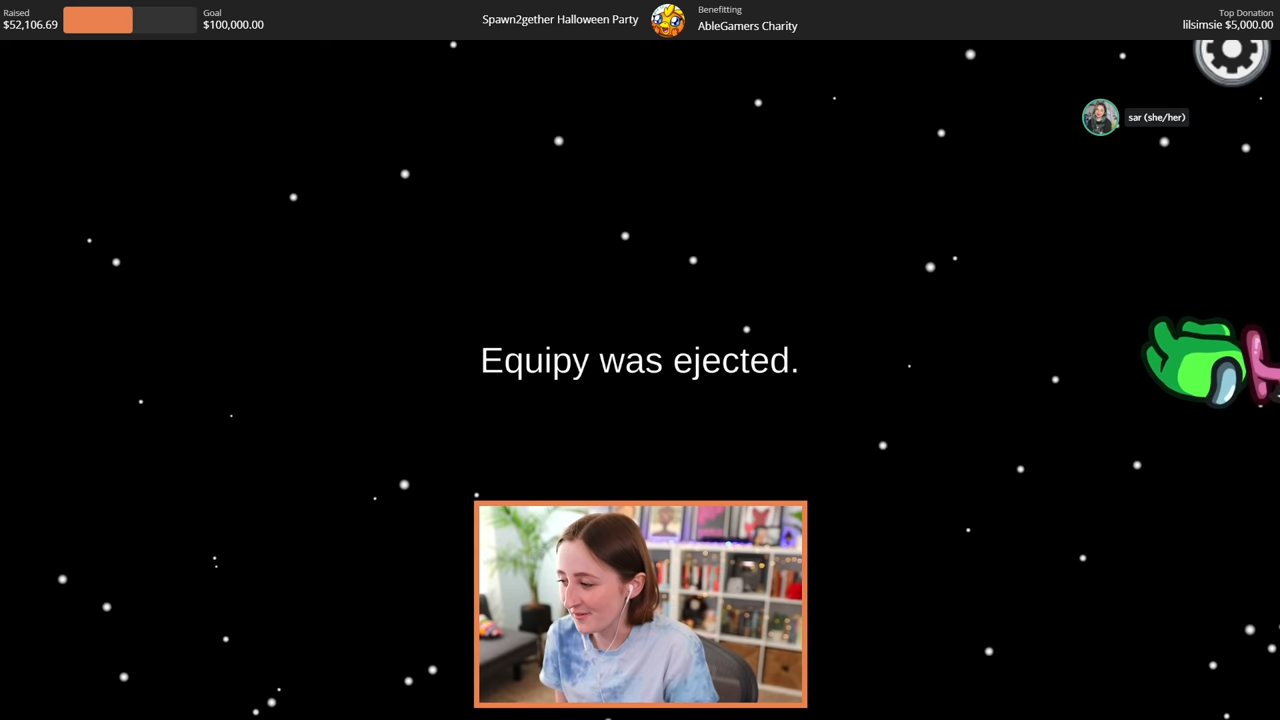 Raised
$52,106.69
Goal
$100,000.00
Spawn2gether Halloween Party
Benefitting
AbleGamers Charity
Top Donation
lilsimsie $5,000.00
sar (she/her)
Equipy was ejected.